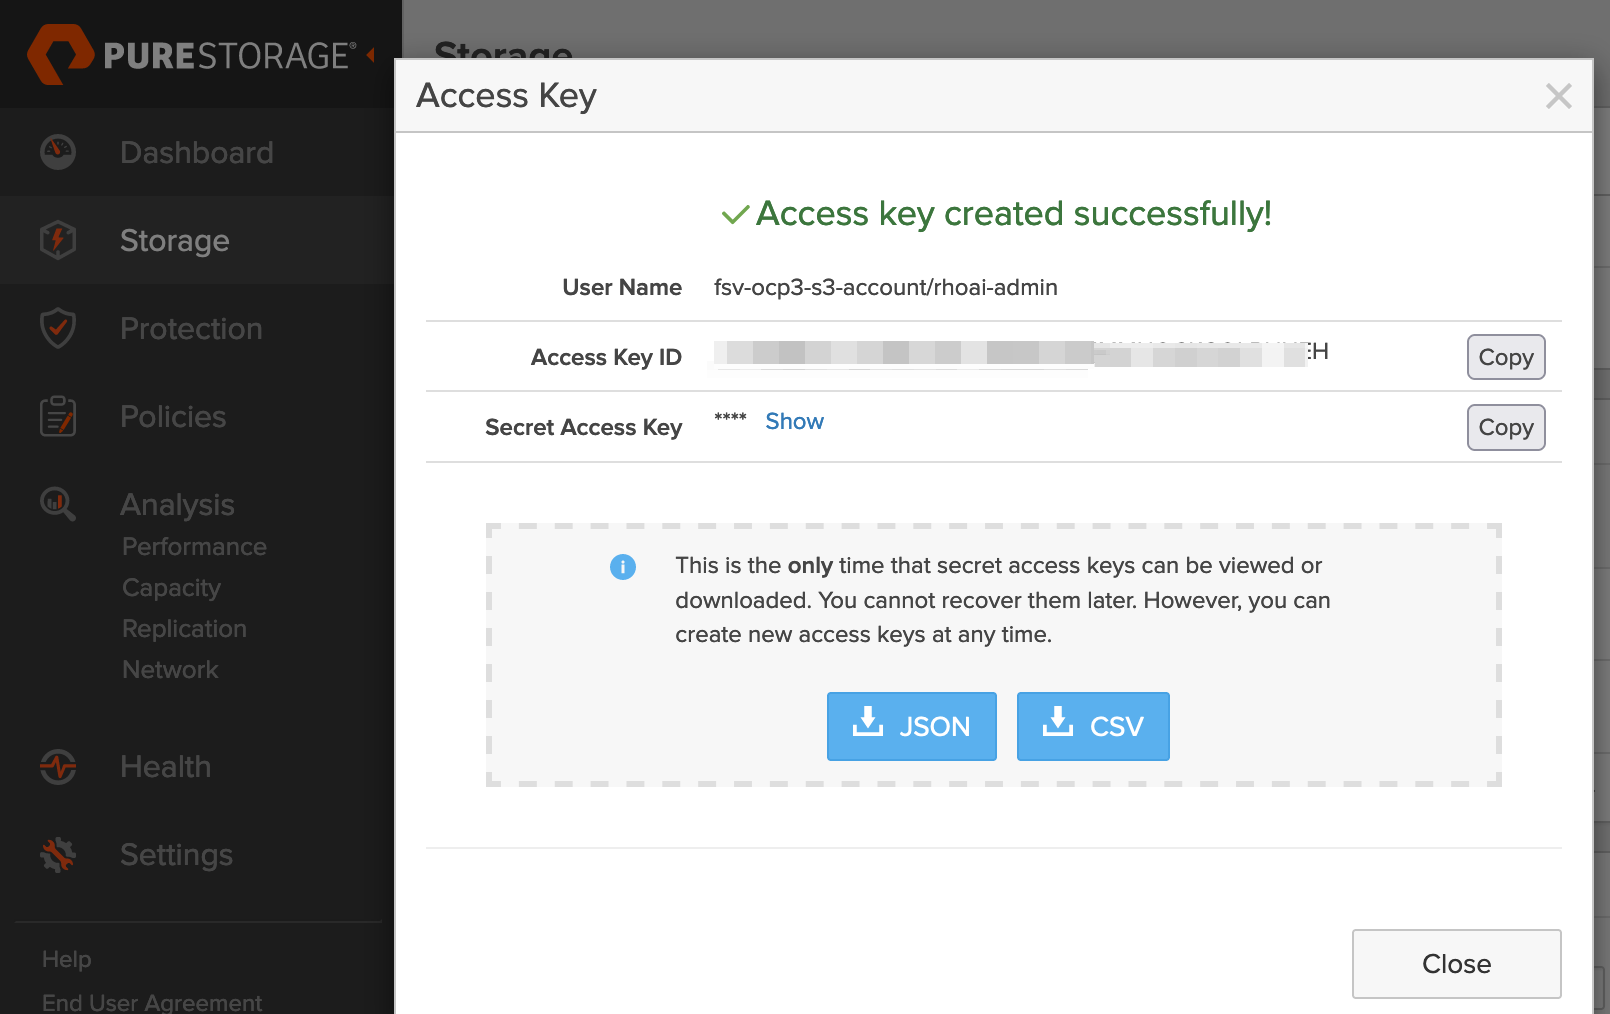 PURESTORAGE®
Storage
Access Key
Dashboard
Storage
Protection
Policies
Analysis
Performance
Capacity
Replication
Network
Health
Settings
Help
End User Agreement
Access key created successfully!
User Name fsv-ocp3-s3-account/rhoai-admin
Access Key ID Copy
Secret Access Key **** Show Copy
This is the only time that secret access keys can be viewed or
downloaded. You cannot recover them later. However, you can
create new access keys at any time.
JSON CSV
Close